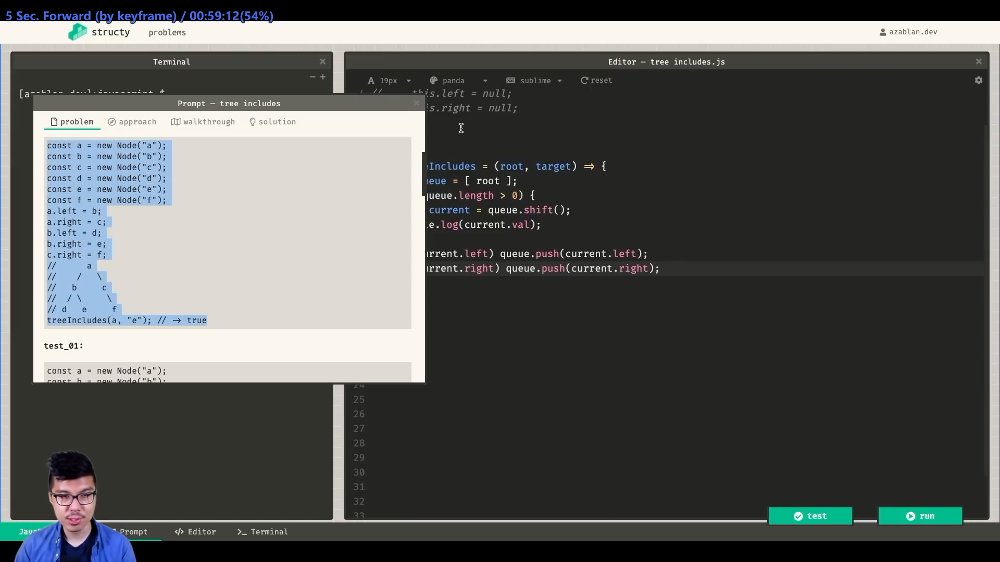 5 Sec. Forward (by keyframe) / 00:59:12(54%)
structy problems azablan.dev
Terminal
Editor — tree includes.js
19px panda sublime reset
// this.left = null;
is.right = null;
Prompt — tree includes
problem approach walkthrough solution
const a = new Node("a");
const b = new Node("b");
const c = new Node("c");
const d = new Node("d");
const e = new Node("e");
const f = new Node("f");
a.left = b;
a.right = c;
b.left = d;
b.right = e;
c.right = f;
//      a
//    /   \
//   b     c
//  / \     \
// d   e     f
treeIncludes(a, "e"); // -> true
test_01:
const a = new Node("a");
const b = new Node("b");
eIncludes = (root, target) => {
eue = [ root ];
queue.length > 0) {
current = queue.shift();
e.log(current.val);
rrent.left) queue.push(current.left);
rrent.right) queue.push(current.right);
24
25
26
27
28
29
30
31
32
33
test run
Prompt Editor Terminal